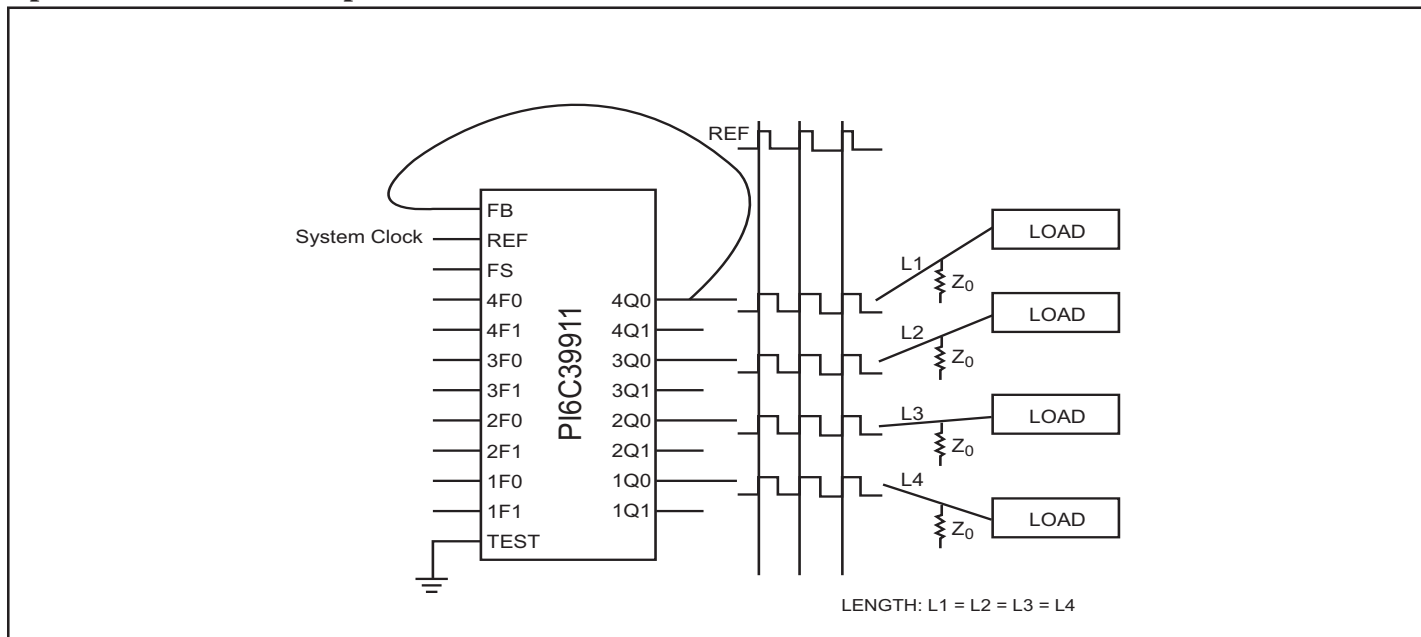 REF
FB
System Clock
REF
FS
4F0
4F1
3F0
3F1
2F0
2F1
1F0
1F1
TEST
PI6C39911
4Q0
4Q1
3Q0
3Q1
2Q0
2Q1
1Q0
1Q1
L1
Z0
LOAD
L2
Z0
LOAD
L3
Z0
LOAD
L4
Z0
LOAD
LENGTH: L1 = L2 = L3 = L4